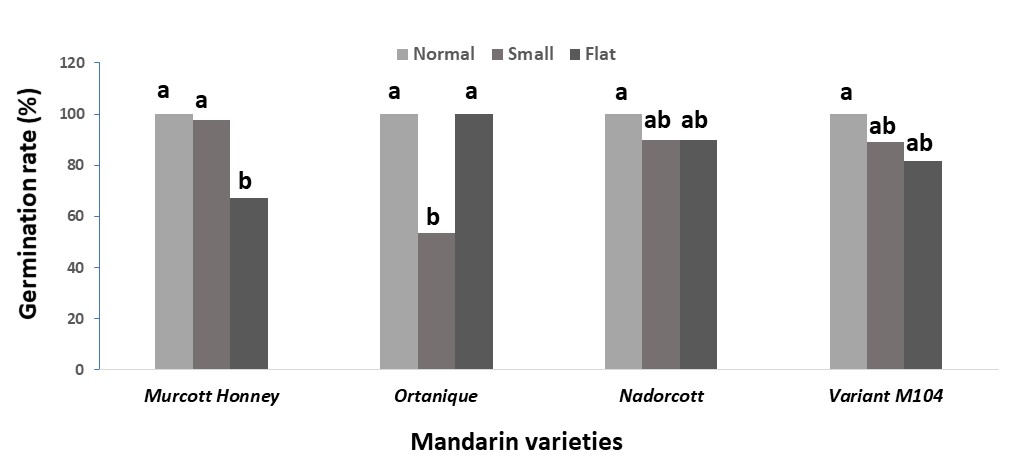 Normal Small Flat
Germination rate (%)
120
100
80
60
40
20
0
a a b
a b a
a ab ab
a ab ab
Murcott Honney Ortanique Nadorcott Variant M104
Mandarin varieties